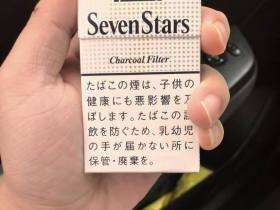 SevenStars
Charcoal Filter
たばこの煙は、子供の
健康にも悪影響を及
ぼします。たばこの誤
飲を防ぐため、乳幼児
の手が届かない所に
保管・廃棄を。